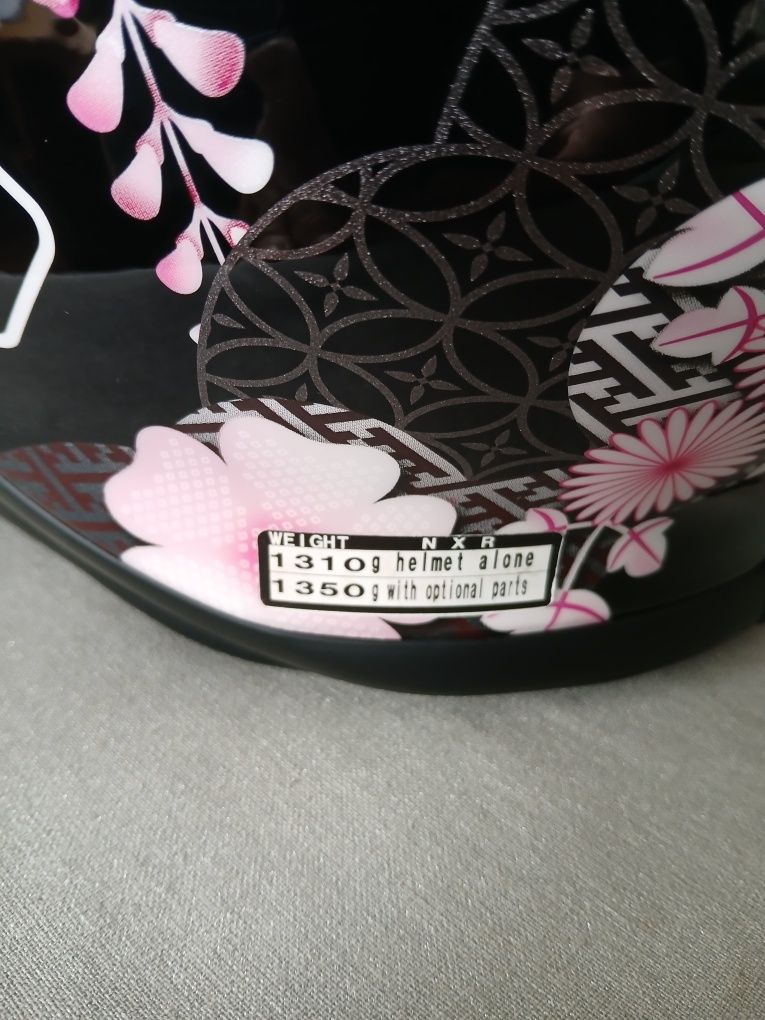 WEIGHT NXR
1310g helmet alone
1350g with optional parts